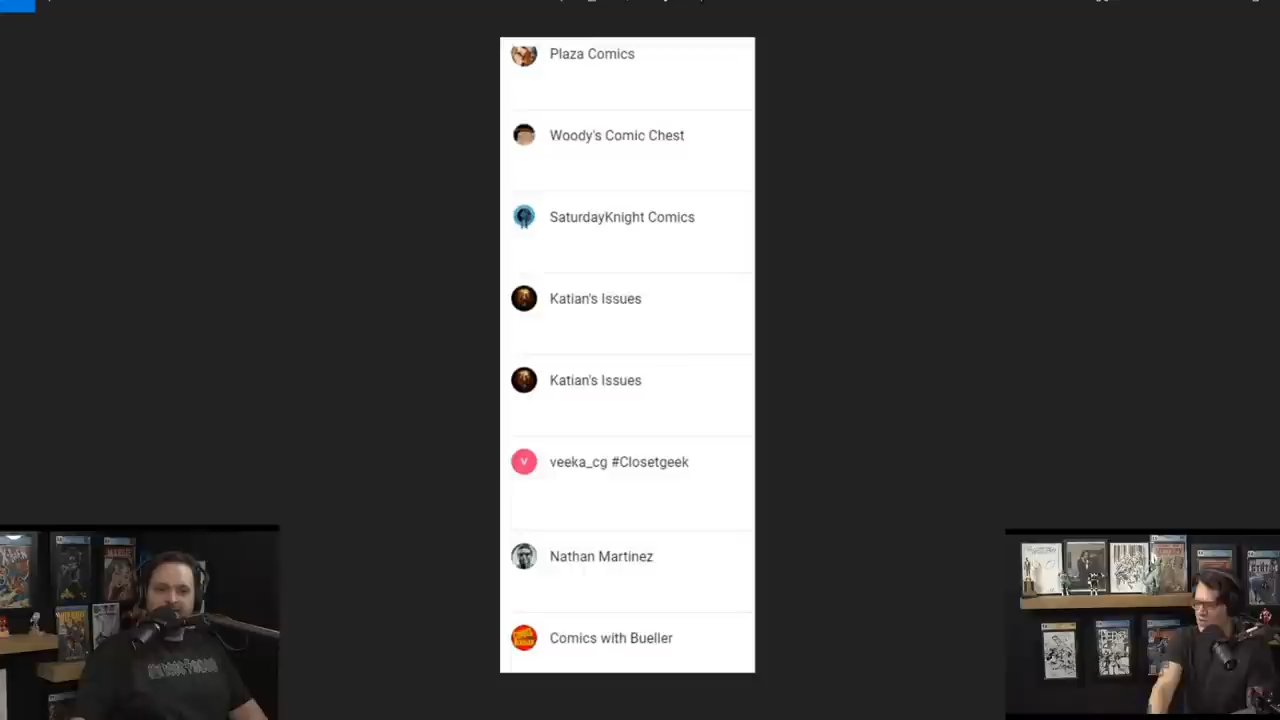 Plaza Comics
Woody's Comic Chest
SaturdayKnight Comics
Katian's Issues
Katian's Issues
V
veeka_cg #Closetgeek
Nathan Martinez
Comics with Bueller